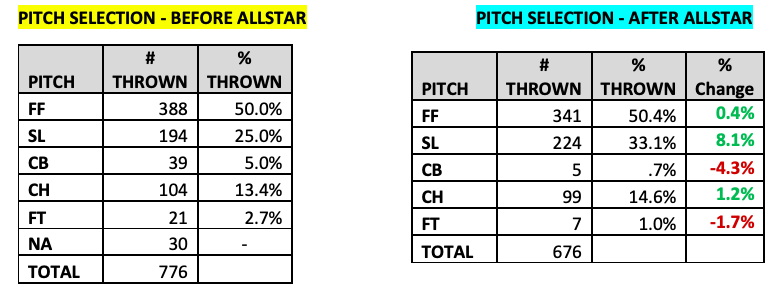 PITCH SELECTION - BEFORE ALLSTAR
PITCH # THROWN % THROWN
FF 388 50.0%
SL 194 25.0%
CB 39 5.0%
CH 104 13.4%
FT 21 2.7%
NA 30 -
TOTAL 776
PITCH SELECTION - AFTER ALLSTAR
PITCH # THROWN % THROWN % Change
FF 341 50.4% 0.4%
SL 224 33.1% 8.1%
CB 5 .7% -4.3%
CH 99 14.6% 1.2%
FT 7 1.0% -1.7%
TOTAL 676